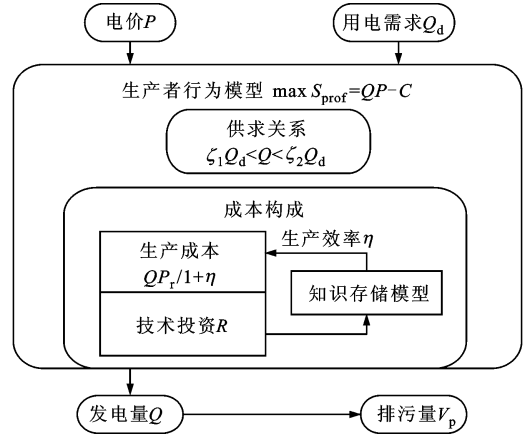 电价P
用电需求Qd
生产者行为模型 max Sprof=QP−C
供求关系
ζ1Qd<Q<ζ2Qd
成本构成
生产成本
QPr/1+η
生产效率η
知识存储模型
技术投资R
发电量Q
排污量Vp